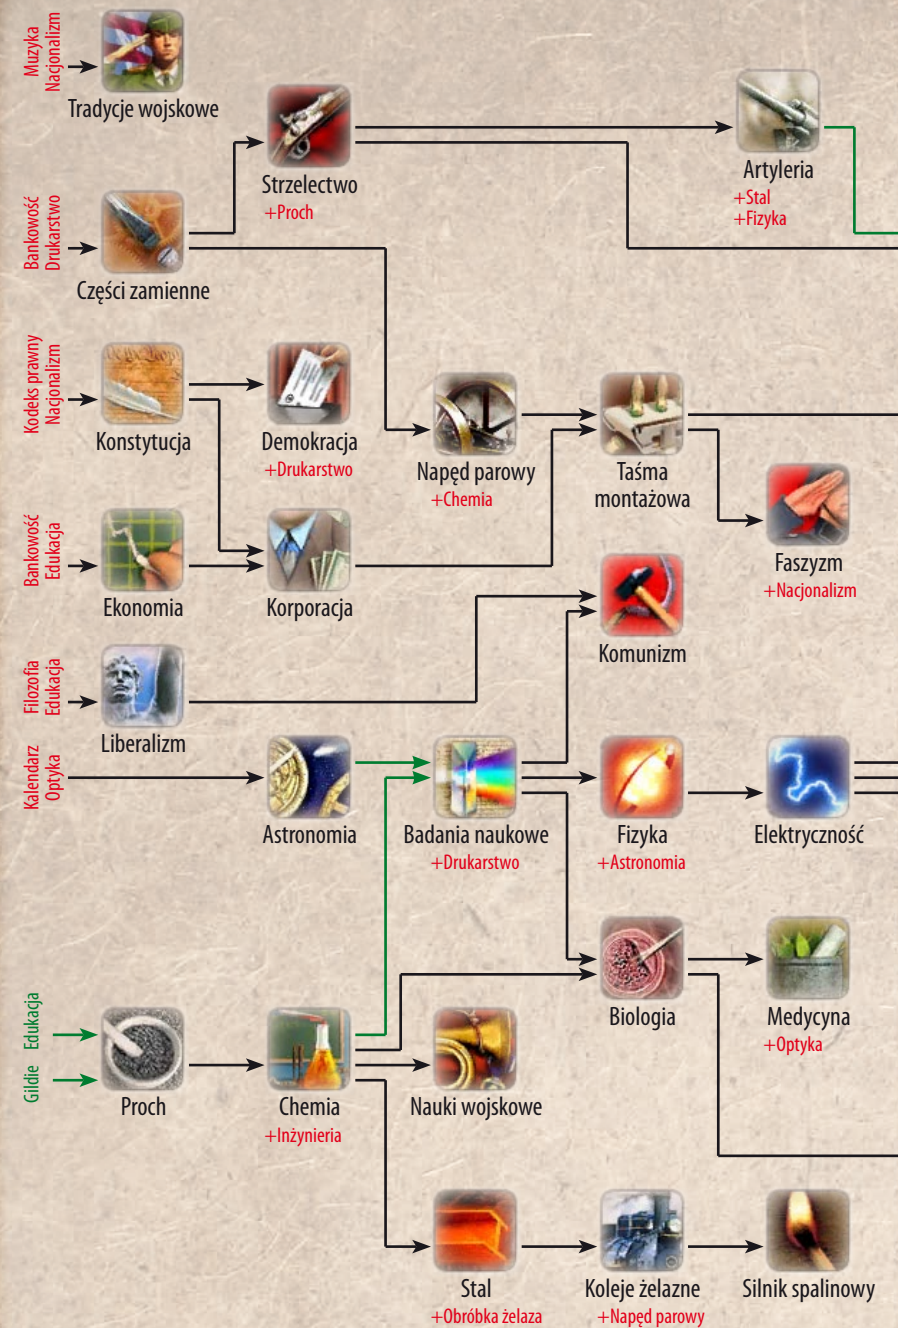 Muzyka
Nacjonalizm
Tradycje wojskowe
Strzelectwo
+Proch
Artyleria
+Stal
+Fizyka
Bankowość
Drukarstwo
Części zamienne
Kodeks prawny
Nacjonalizm
Konstytucja
Demokracja
+Drukarstwo
Napęd parowy
+Chemia
Taśma
montażowa
Faszyzm
+Nacjonalizm
Bankowość
Edukacja
Ekonomia
Korporacja
Komunizm
Filozofia
Edukacja
Liberalizm
Kalendarz
Optyka
Astronomia
Badania naukowe
+Drukarstwo
Fizyka
+Astronomia
Elektryczność
Biologia
Medycyna
+Optyka
Edukacja
Gildie
Proch
Chemia
+Inżynieria
Nauki wojskowe
Stal
+Obróbka żelaza
Koleje żelazne
+Napęd parowy
Silnik spalinowy